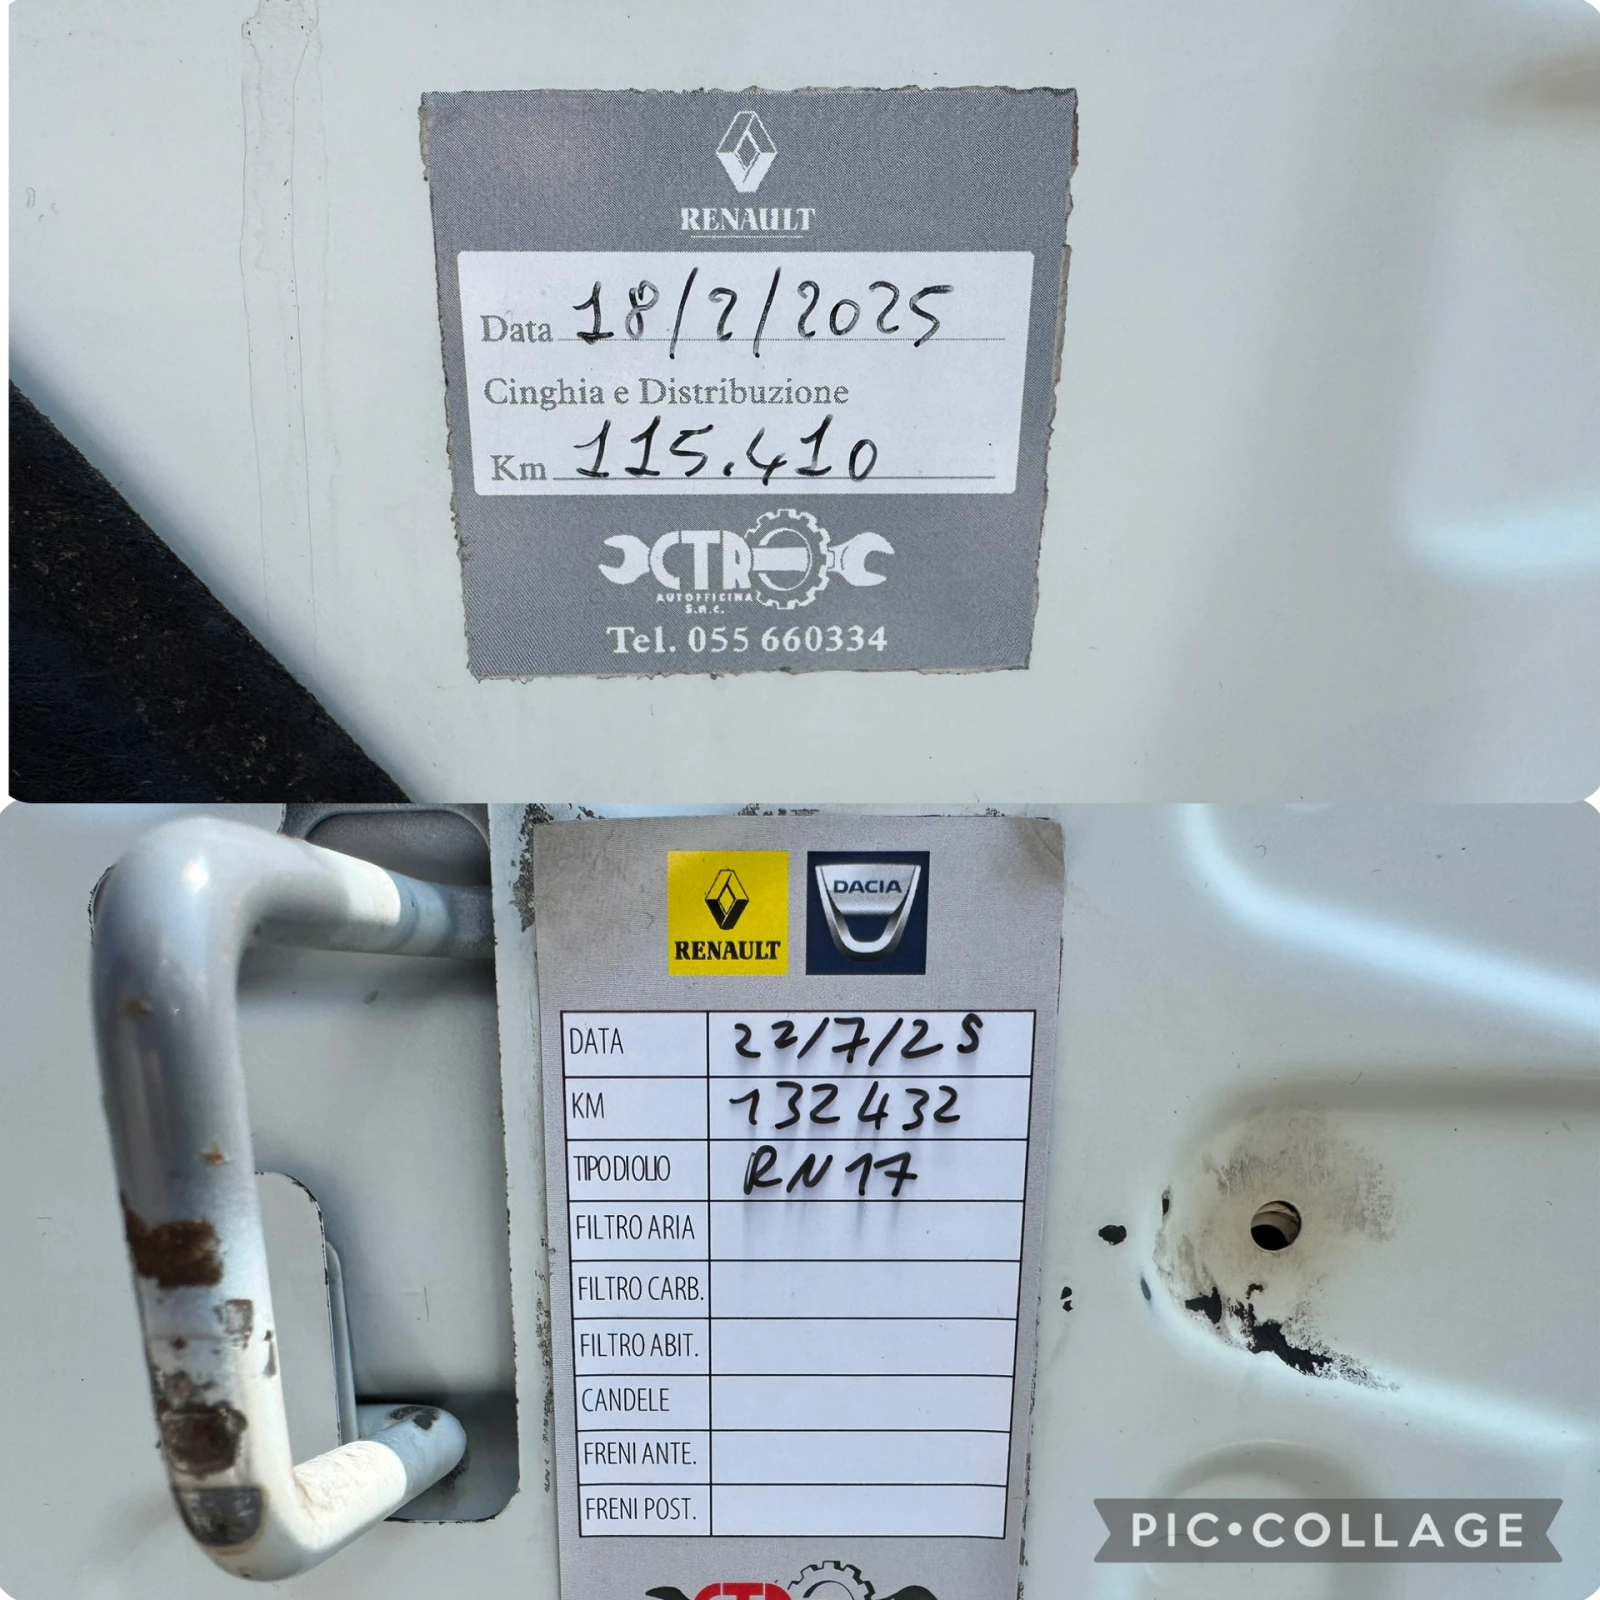 RENAULT
Data 18/2/2025
Cinghia e Distribuzione
Km 115.410
CTR
AUTOFFICINA
S.n.c.
Tel. 055 660334
RENAULT DACIA
DATA 22/7/25
KM 132432
TIPO DI OLIO RN17
FILTRO ARIA
FILTRO CARB.
FILTRO ABIT.
CANDELE
FRENI ANTE.
FRENI POST.
CTR
PIC•COLLAGE